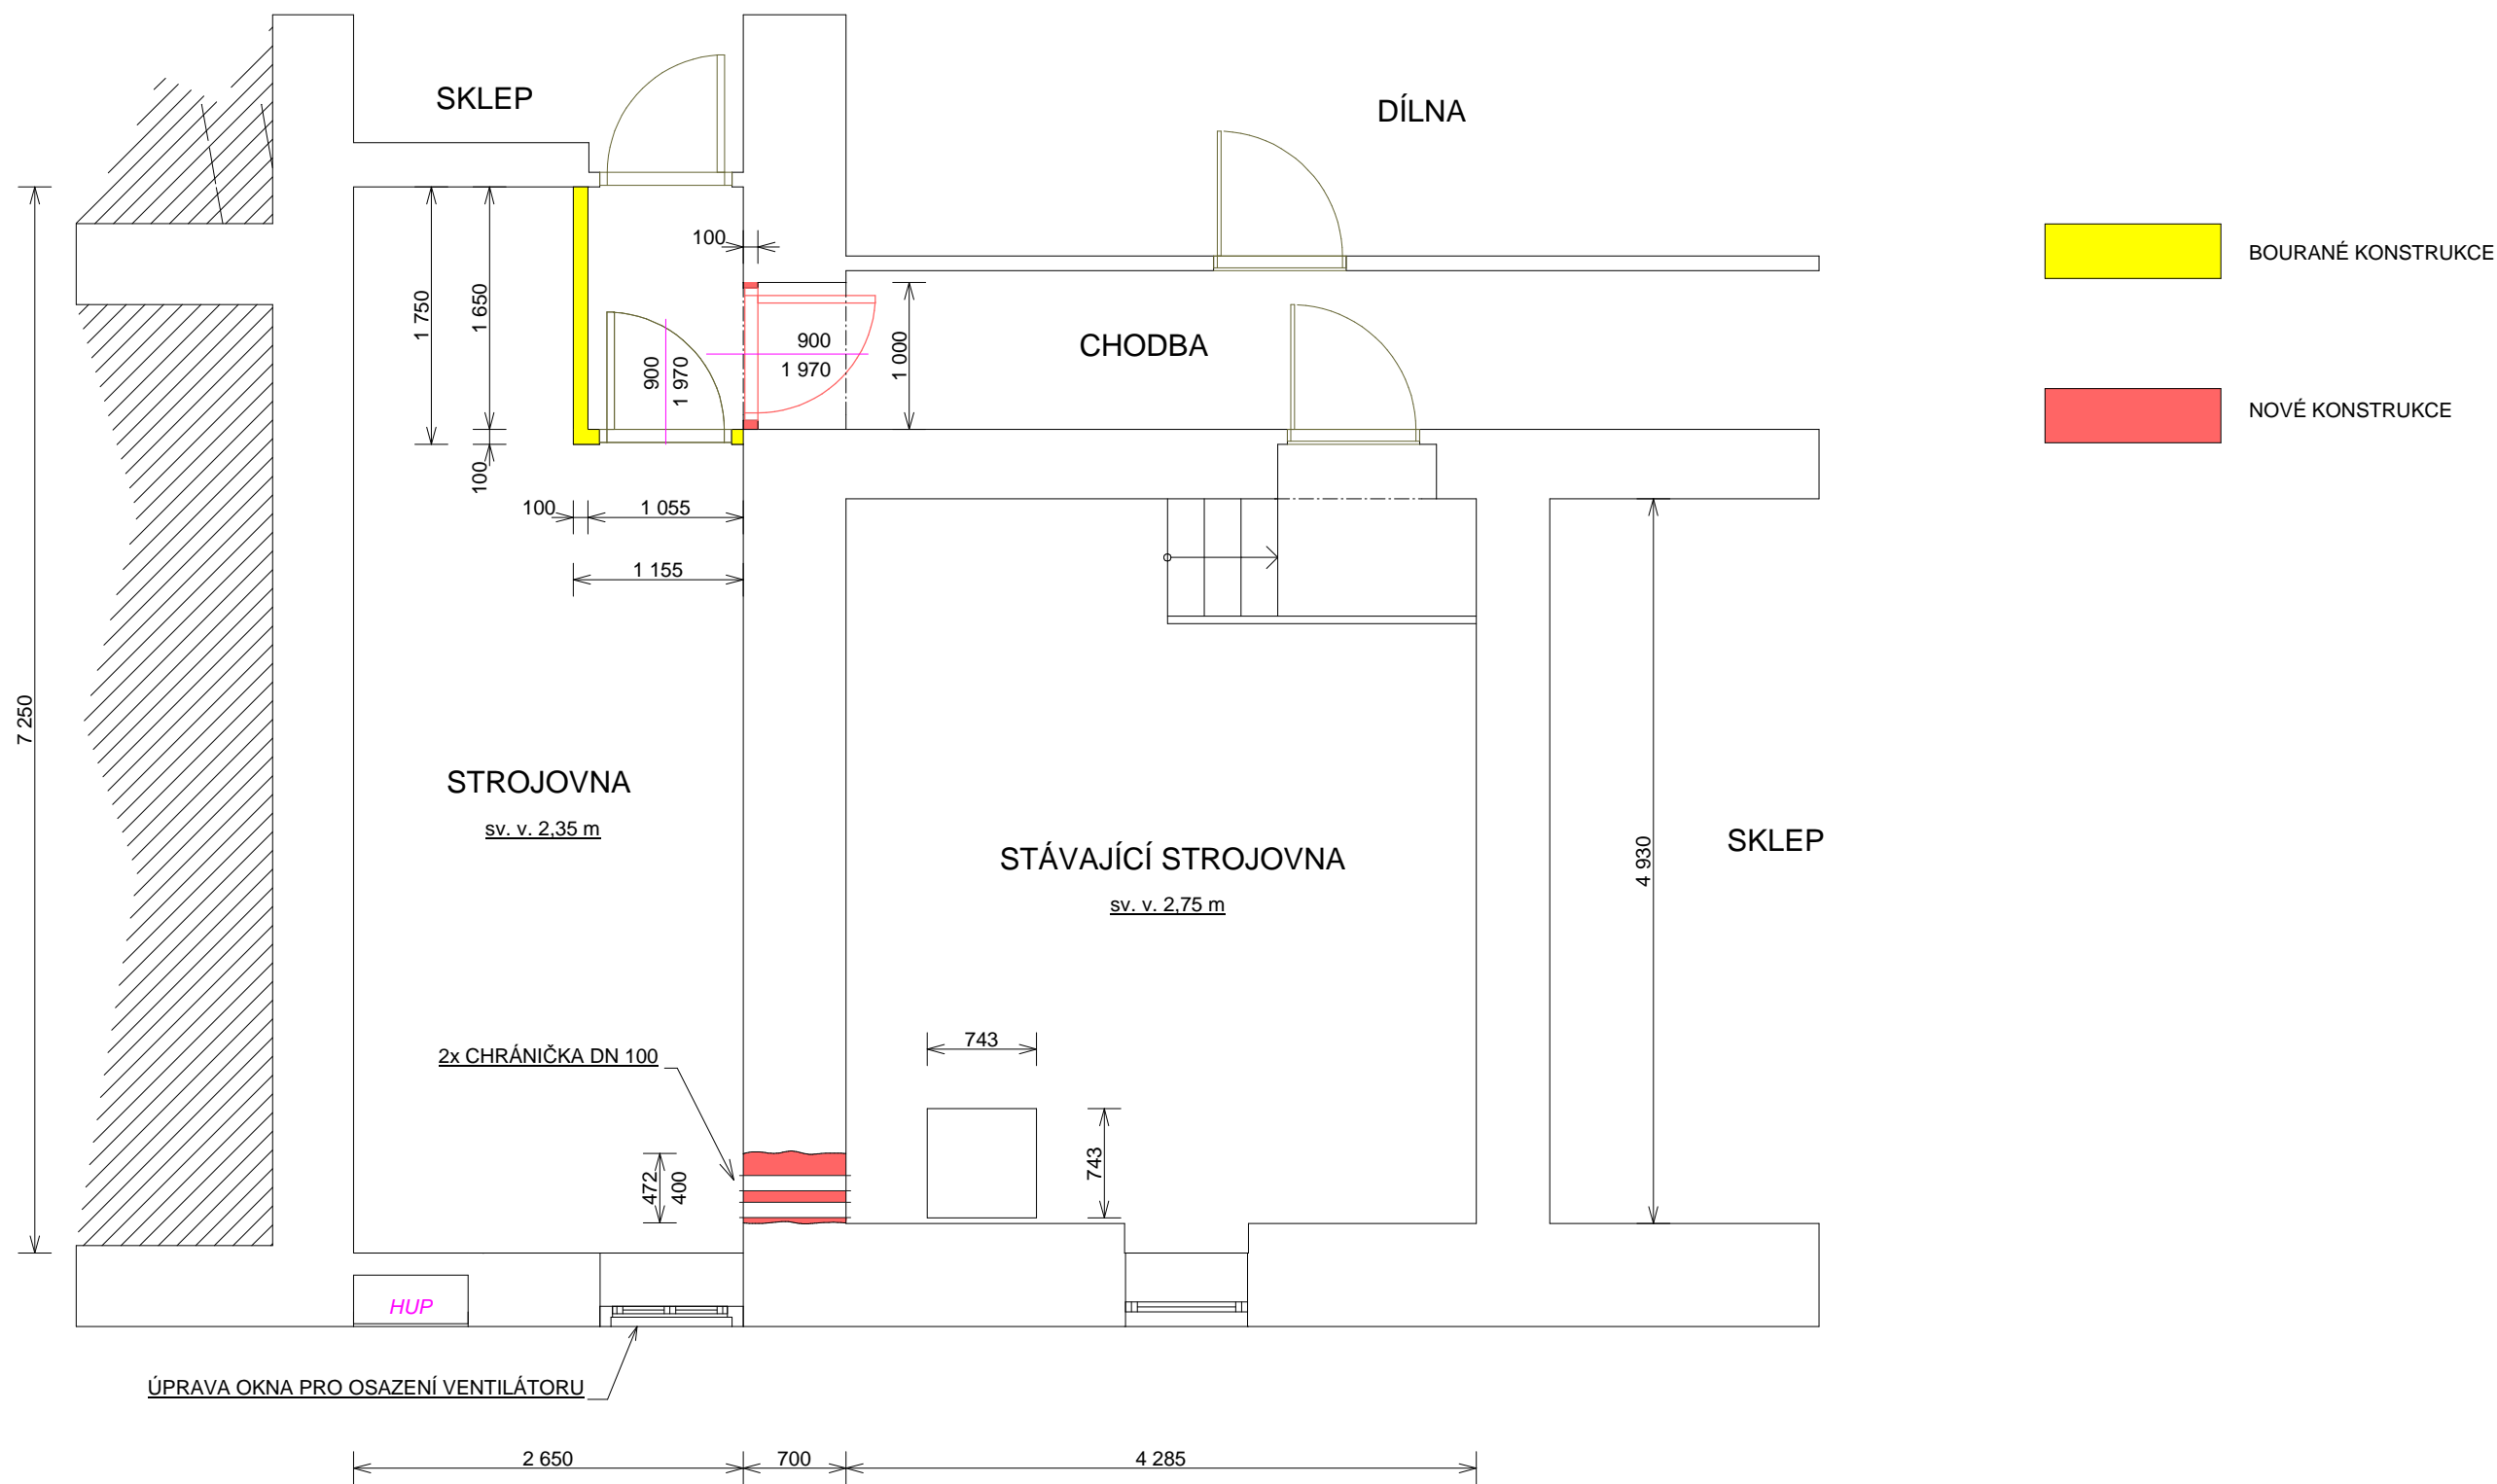 SKLEP
DÍLNA
BOURANÉ KONSTRUKCE
NOVÉ KONSTRUKCE
100
1 750
1 650
100
900
1 970
900
1 970
1 000
CHODBA
100
1 055
1 155
7 250
STROJOVNA
sv. v. 2,35 m
STÁVAJÍCÍ STROJOVNA
sv. v. 2,75 m
4 930
SKLEP
2x CHRÁNIČKA DN 100
743
743
472
400
HUP
ÚPRAVA OKNA PRO OSAZENÍ VENTILÁTORU
2 650
700
4 285